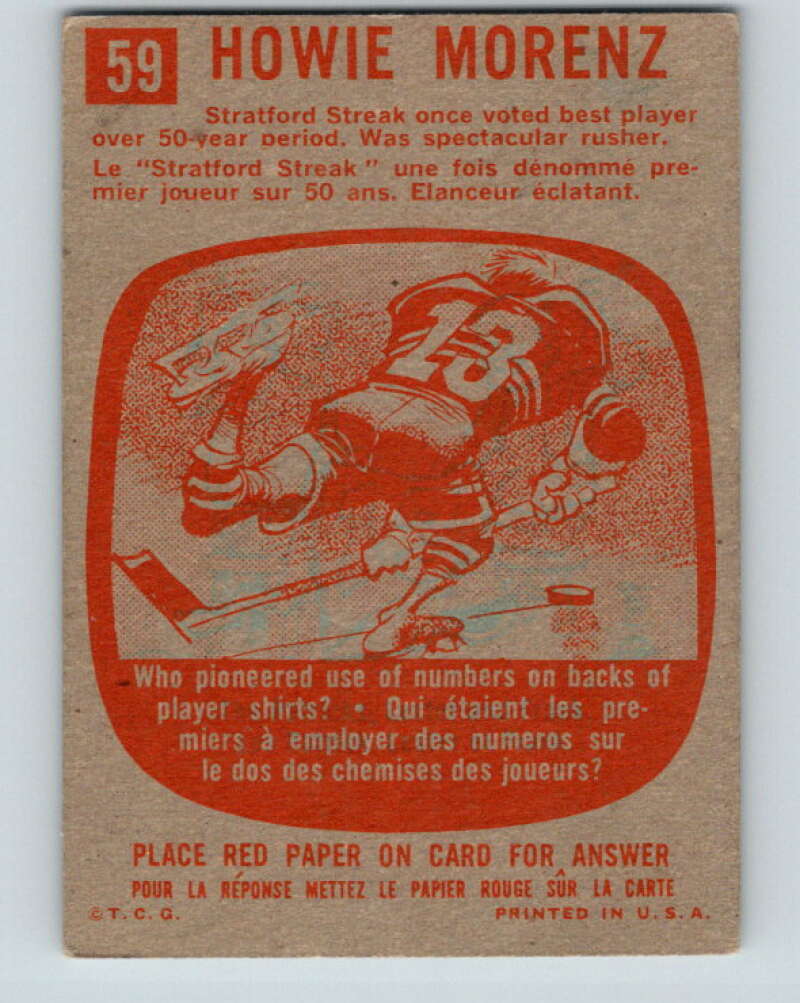 59 HOWIE MORENZ
Stratford Streak once voted best player
over 50-year period. Was spectacular rusher.
Le "Stratford Streak" une fois dénommé pre-
mier joueur sur 50 ans. Elanceur éclatant.
13
Who pioneered use of numbers on backs of
player shirts? • Qui étaient les pre-
miers à employer des numeros sur
le dos des chemises des joueurs?
PLACE RED PAPER ON CARD FOR ANSWER
POUR LA RÉPONSE METTEZ LE PAPIER ROUGE SÛR LA CARTE
© T. C. G. PRINTED IN U. S. A.